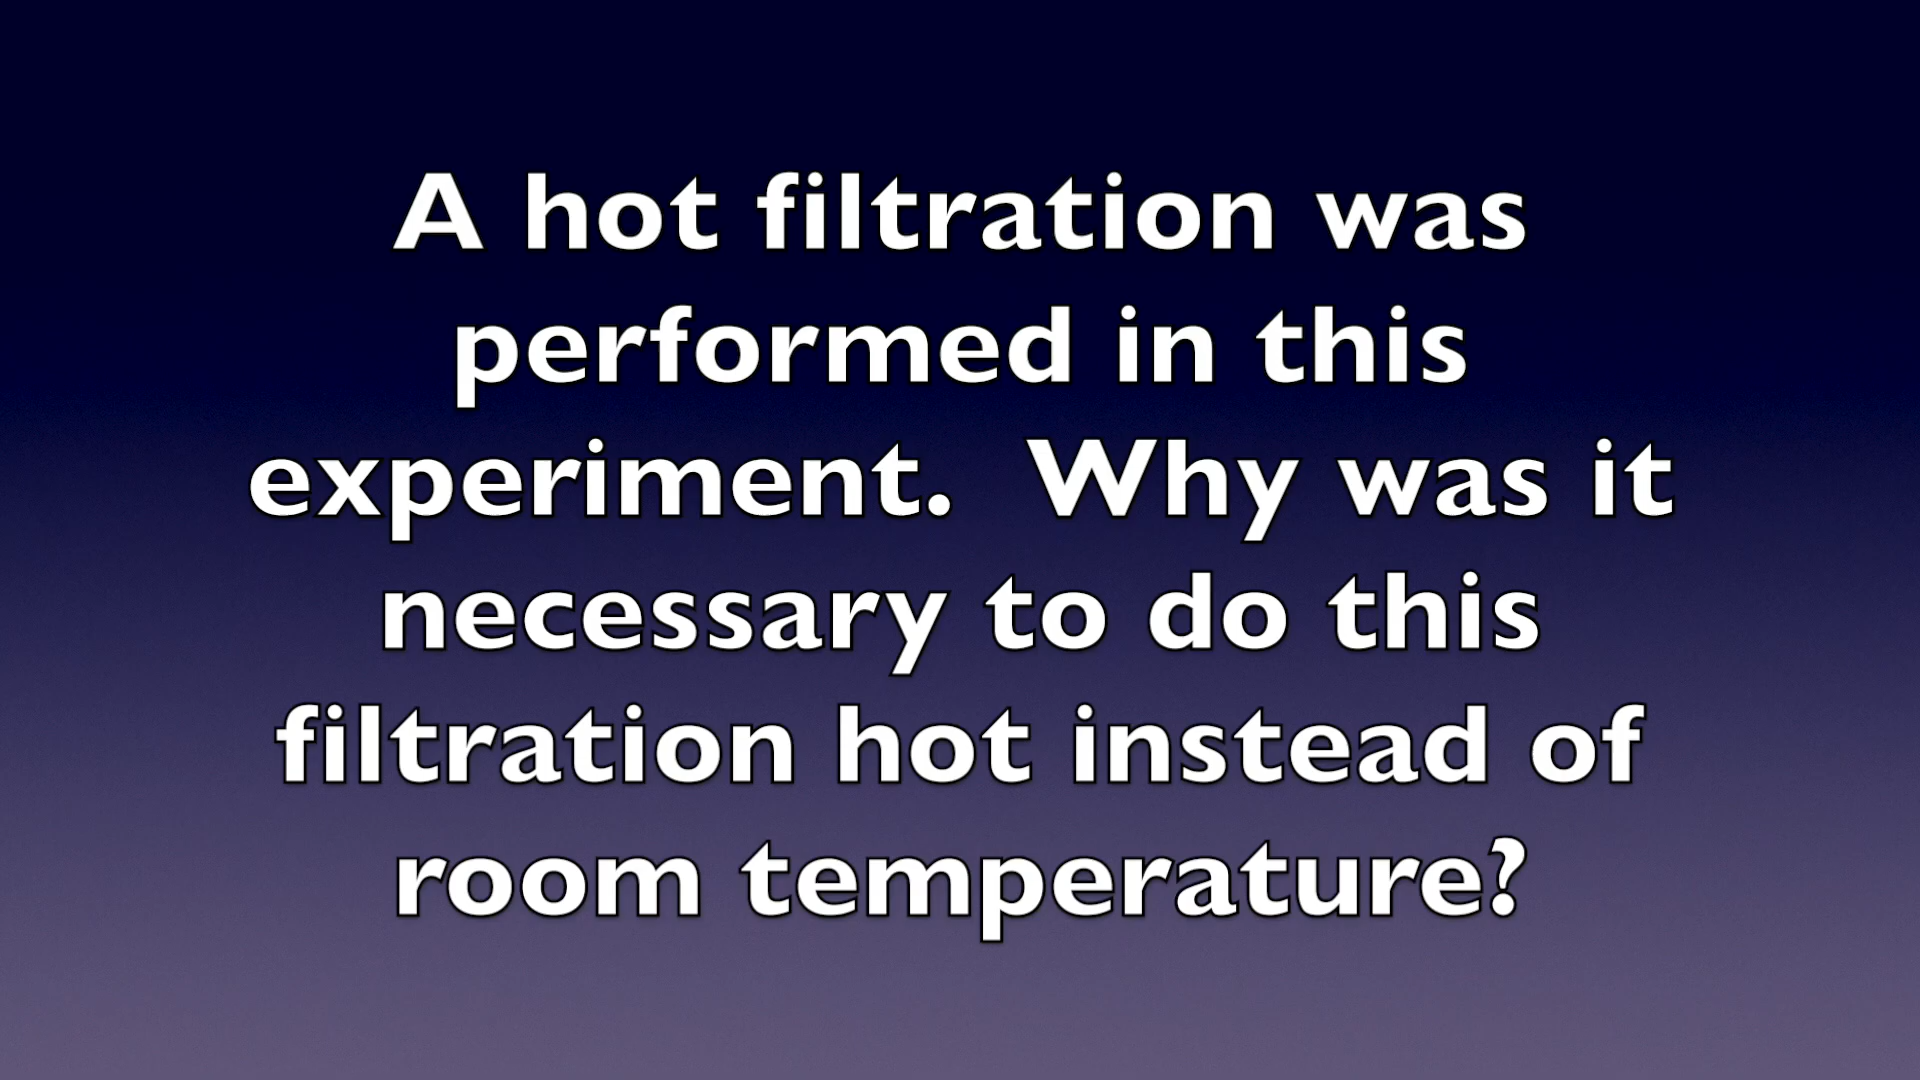 A hot filtration was
performed in this
experiment.  Why was it
necessary to do this
filtration hot instead of
room temperature?